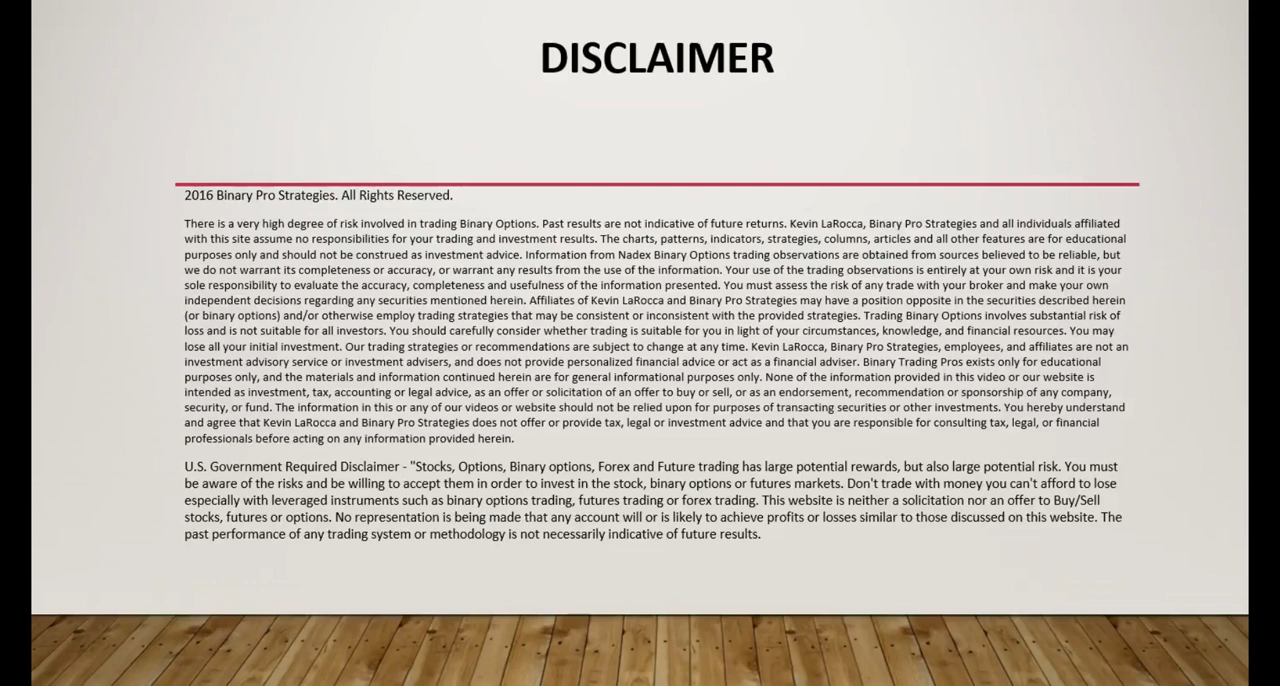 DISCLAIMER
2016 Binary Pro Strategies. All Rights Reserved.
There is a very high degree of risk involved in trading Binary Options. Past results are not indicative of future returns. Kevin LaRocca, Binary Pro Strategies and all individuals affiliated
with this site assume no responsibilities for your trading and investment results. The charts, patterns, indicators, strategies, columns, articles and all other features are for educational
purposes only and should not be construed as investment advice. Information from Nadex Binary Options trading observations are obtained from sources believed to be reliable, but
we do not warrant its completeness or accuracy, or warrant any results from the use of the information. Your use of the trading observations is entirely at your own risk and it is your
sole responsibility to evaluate the accuracy, completeness and usefulness of the information presented. You must assess the risk of any trade with your broker and make your own
independent decisions regarding any securities mentioned herein. Affiliates of Kevin LaRocca and Binary Pro Strategies may have a position opposite in the securities described herein
(or binary options) and/or otherwise employ trading strategies that may be consistent or inconsistent with the provided strategies. Trading Binary Options involves substantial risk of
loss and is not suitable for all investors. You should carefully consider whether trading is suitable for you in light of your circumstances, knowledge, and financial resources. You may
lose all your initial investment. Our trading strategies or recommendations are subject to change at any time. Kevin LaRocca, Binary Pro Strategies, employees, and affiliates are not an
investment advisory service or investment advisers, and does not provide personalized financial advice or act as a financial adviser. Binary Trading Pros exists only for educational
purposes only, and the materials and information continued herein are for general informational purposes only. None of the information provided in this video or our website is
intended as investment, tax, accounting or legal advice, as an offer or solicitation of an offer to buy or sell, or as an endorsement, recommendation or sponsorship of any company,
security, or fund. The information in this or any of our videos or website should not be relied upon for purposes of transacting securities or other investments. You hereby understand
and agree that Kevin LaRocca and Binary Pro Strategies does not offer or provide tax, legal or investment advice and that you are responsible for consulting tax, legal, or financial
professionals before acting on any information provided herein.
U.S. Government Required Disclaimer - "Stocks, Options, Binary options, Forex and Future trading has large potential rewards, but also large potential risk. You must
be aware of the risks and be willing to accept them in order to invest in the stock, binary options or futures markets. Don't trade with money you can't afford to lose
especially with leveraged instruments such as binary options trading, futures trading or forex trading. This website is neither a solicitation nor an offer to Buy/Sell
stocks, futures or options. No representation is being made that any account will or is likely to achieve profits or losses similar to those discussed on this website. The
past performance of any trading system or methodology is not necessarily indicative of future results.